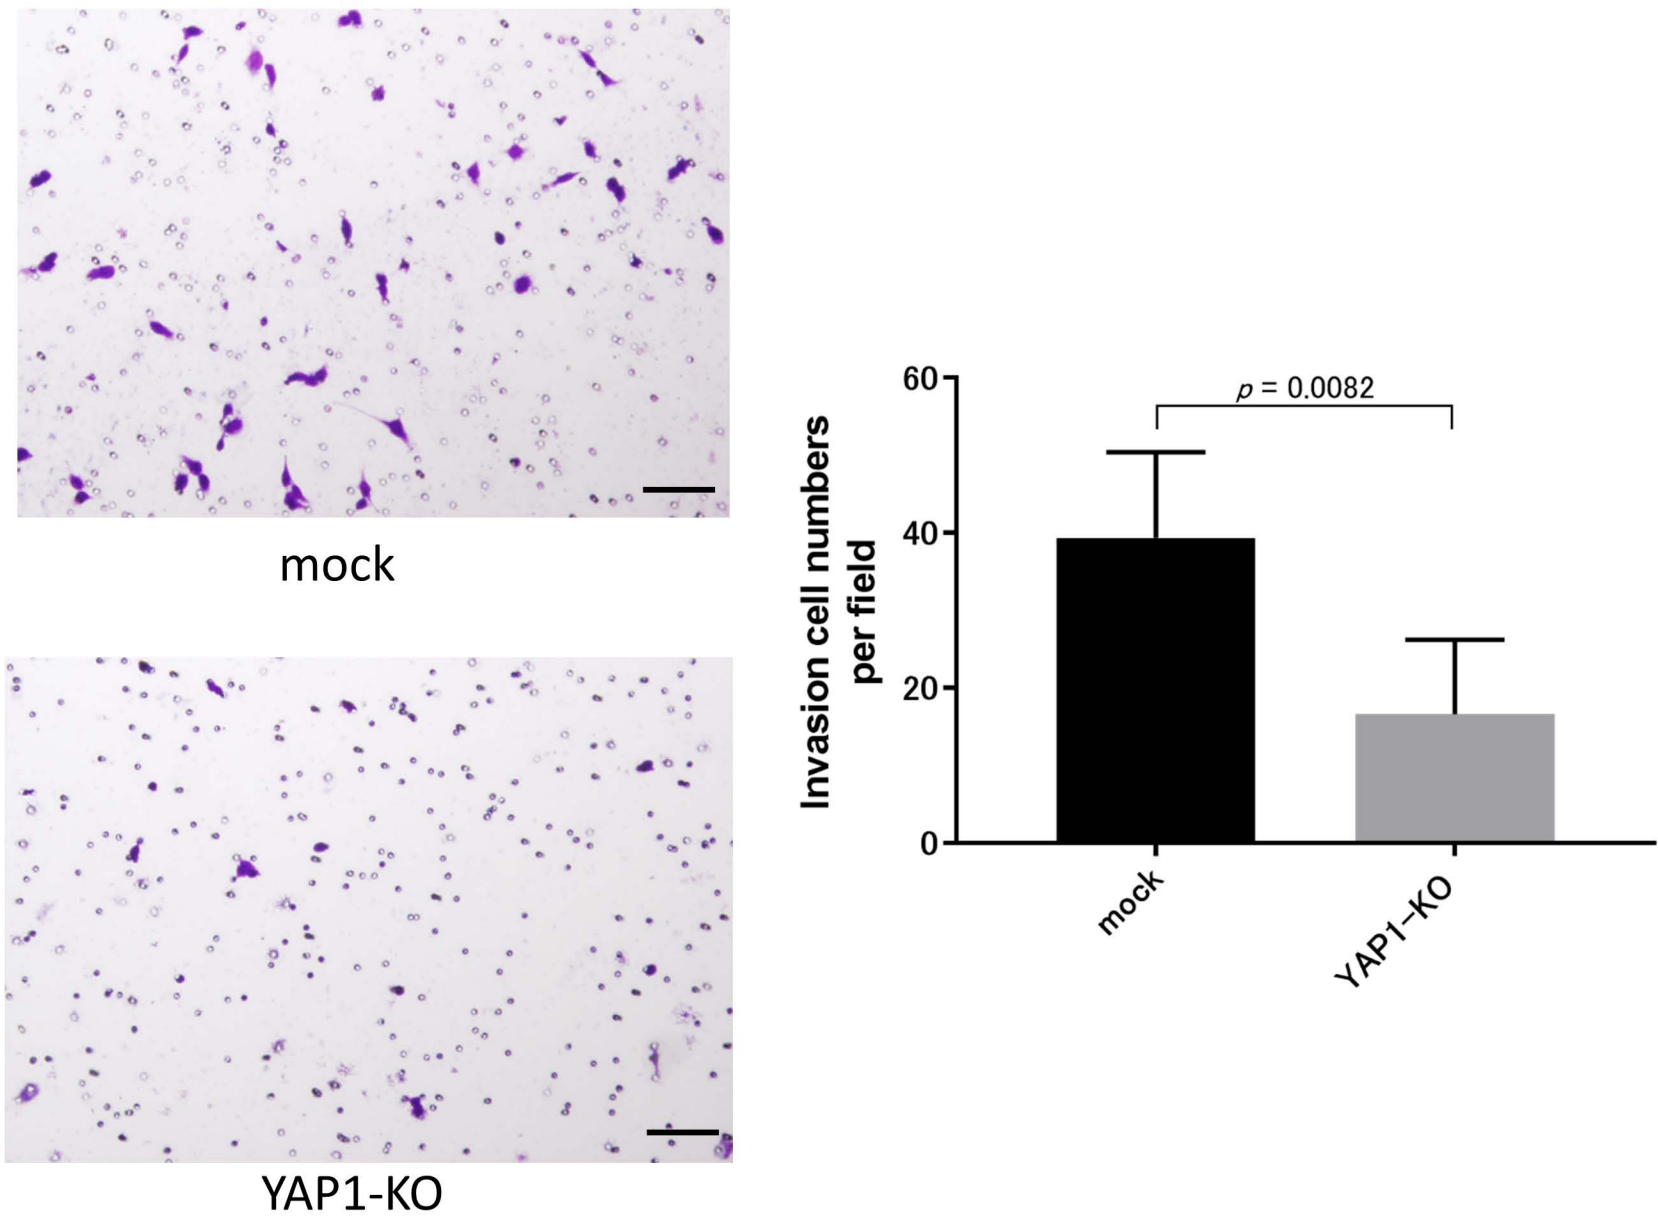 mock
YAP1-KO
Invasion cell numbers
per field
60
40
20
0
p = 0.0082
mock
YAP1–KO